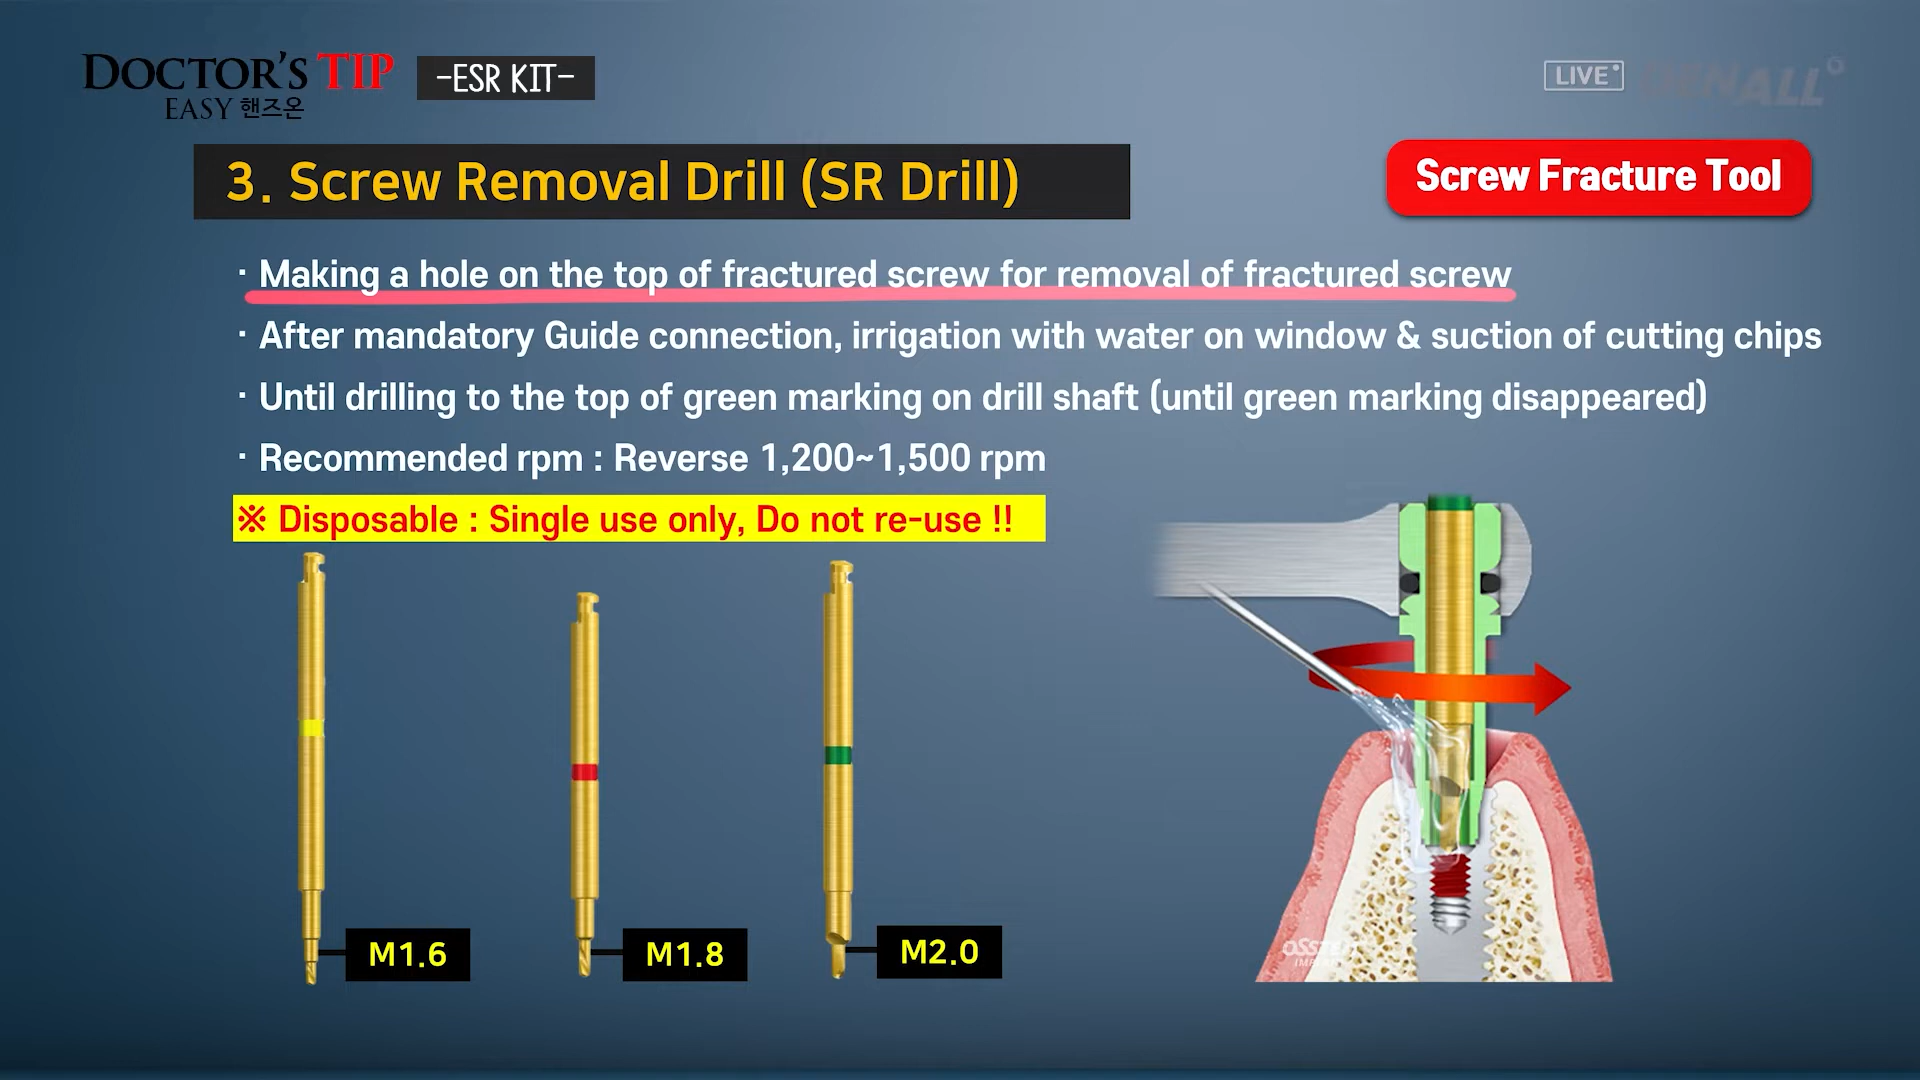 DOCTOR'S TIP
EASY 핸즈온
-ESR KIT-
LIVE
DENALL
3. Screw Removal Drill (SR Drill)
Screw Fracture Tool
· Making a hole on the top of fractured screw for removal of fractured screw
· After mandatory Guide connection, irrigation with water on window & suction of cutting chips
· Until drilling to the top of green marking on drill shaft (until green marking disappeared)
· Recommended rpm : Reverse 1,200~1,500 rpm
※ Disposable : Single use only, Do not re-use !!
M1.6
M1.8
M2.0